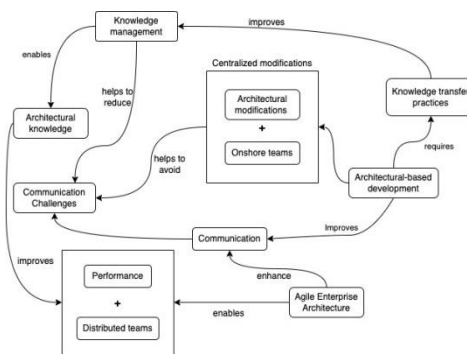 Knowledge
management
improves
enables
helps to
reduce
Centralized modifications
Architectural
modifications
+
Onshore teams
Knowledge transfer
practices
Architectural
knowledge
helps to
avoid
requires
Architectural-based
development
Communication
Challenges
Communication
Improves
improves
enhance
Performance
+
Distributed teams
enables
Agile Enterprise
Architecture